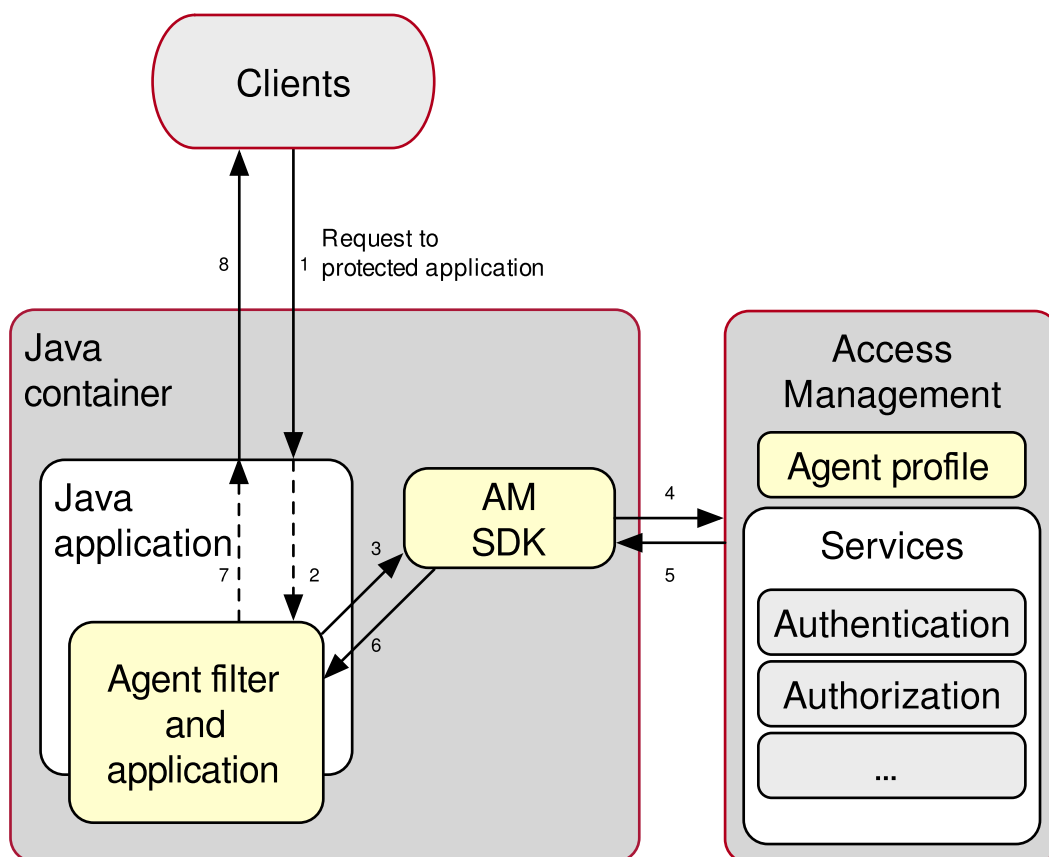 Clients
Request to
protected application
8
1
Java
container
Access
Management
Agent profile
Java
application
AM
SDK
4
5
3
6
7
2
Services
Authentication
Authorization
...
Agent filter
and
application